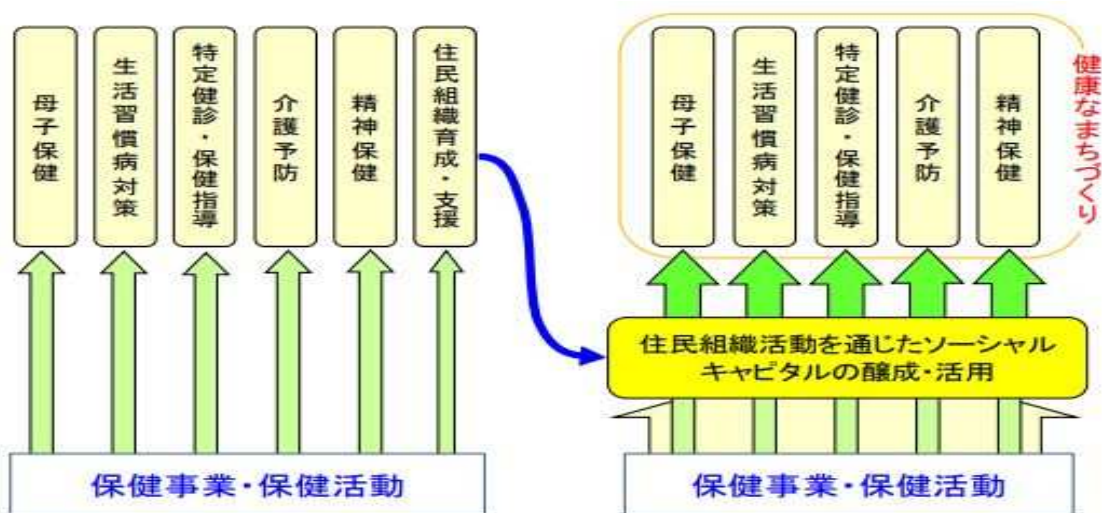 母子保健
生活習慣病対策
特定健診・保健指導
介護予防
精神保健
住民組織育成・支援
保健事業・保健活動
母子保健
生活習慣病対策
特定健診・保健指導
介護予防
精神保健
健康なまちづくり
住民組織活動を通じたソーシャル
キャピタルの醸成・活用
保健事業・保健活動